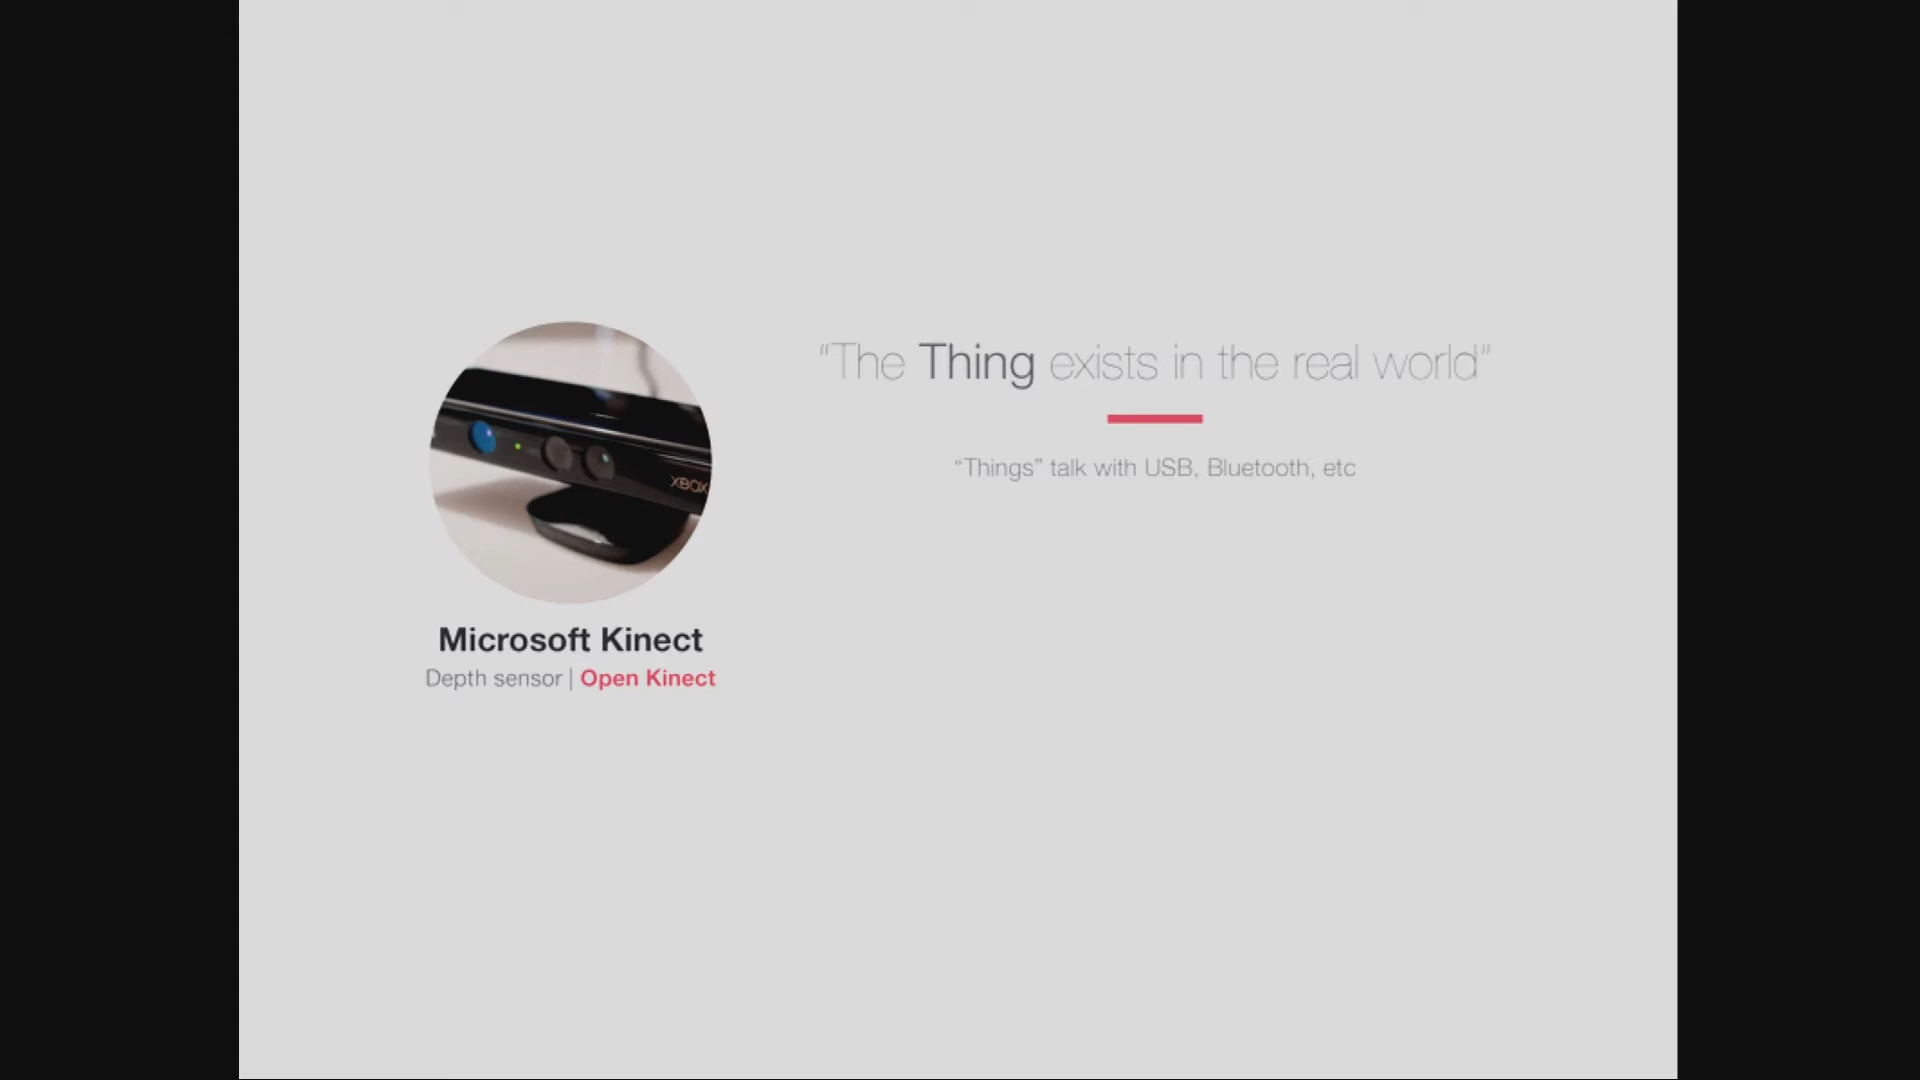 “The Thing exists in the real world”
“Things” talk with USB, Bluetooth, etc
XBOX
Microsoft Kinect
Depth sensor | Open Kinect